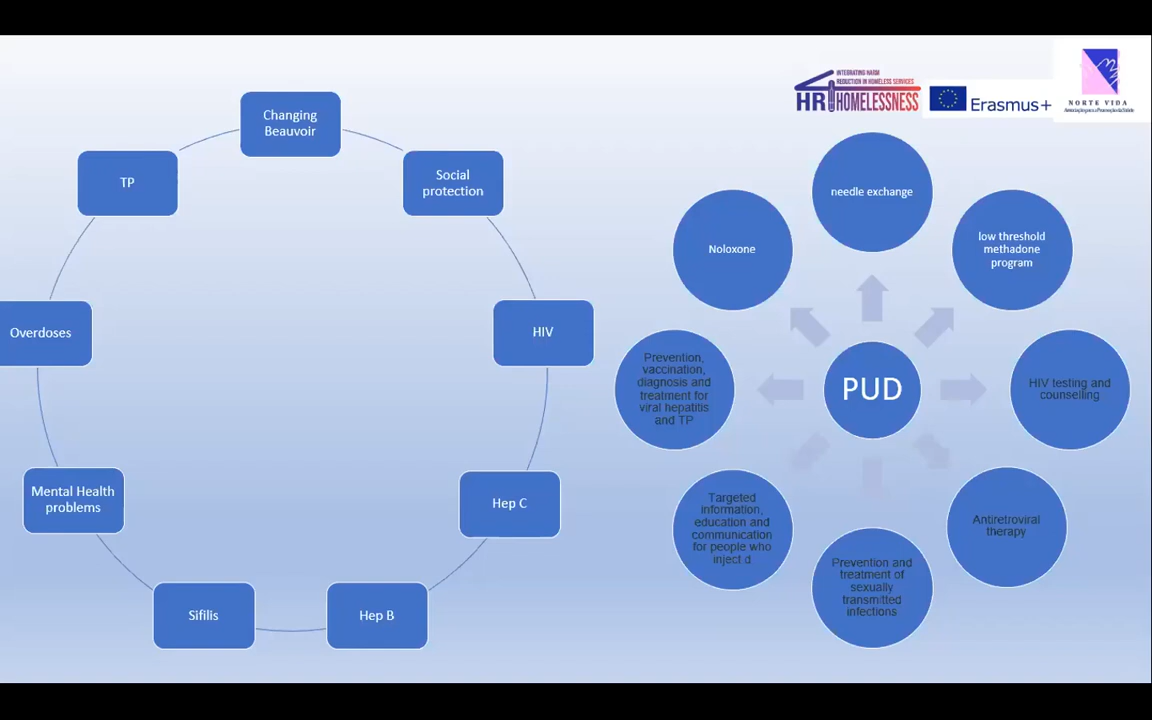 INTEGRATING HARM
REDUCTION IN HOMELESS SERVICES
HR HOMELESSNESS
Erasmus+
NORTE VIDA
Changing
Beauvoir
Social
protection
HIV
Hep C
Hep B
Sifilis
Mental Health
problems
Overdoses
TP
PUD
needle exchange
low threshold
methadone
program
HIV testing and
counselling
Antiretroviral
therapy
Prevention and
treatment of
sexually
transmitted
infections
Targeted
information,
education and
communication
for people who
inject d
Prevention,
vaccination,
diagnosis and
treatment for
viral hepatitis
and TP
Noloxone